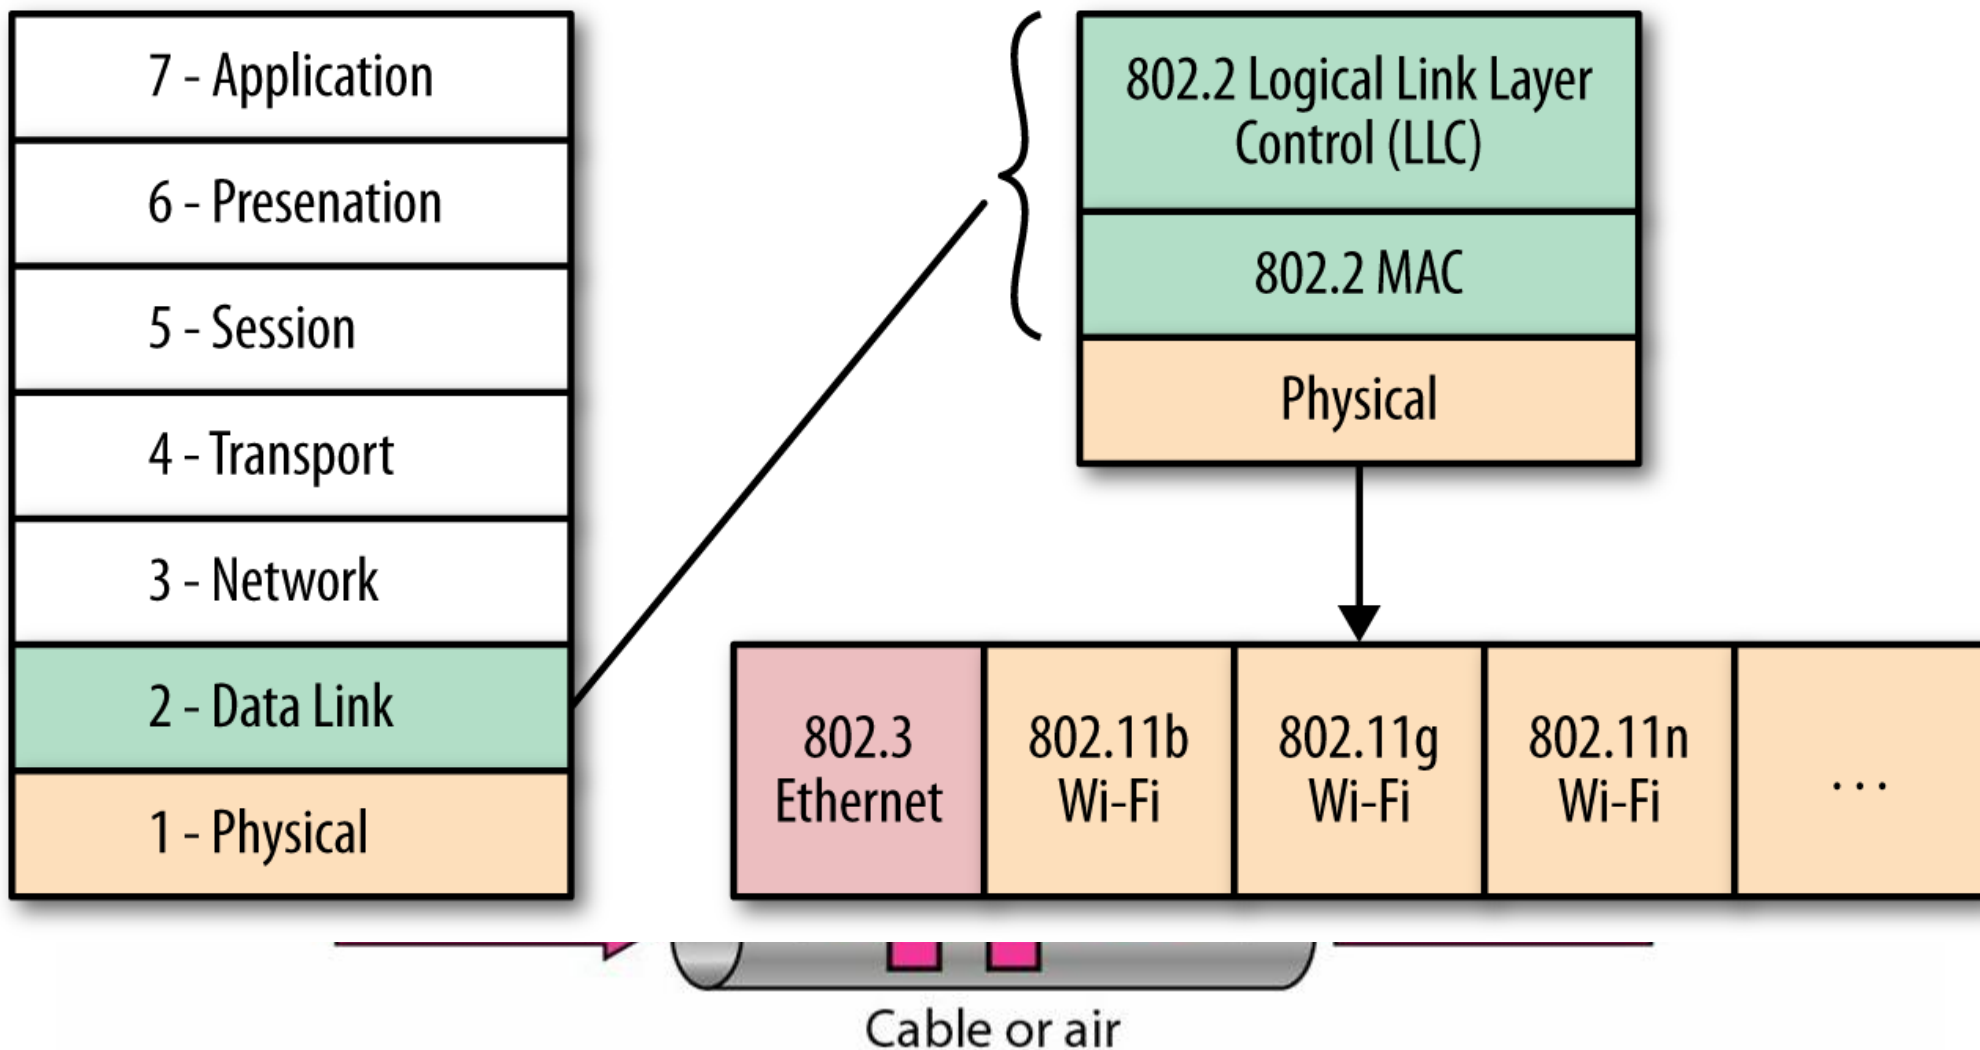 7 - Application
6 - Presenation
5 - Session
4 - Transport
3 - Network
2 - Data Link
1 - Physical
802.2 Logical Link Layer
Control (LLC)
802.2 MAC
Physical
802.3
Ethernet
802.11b
Wi-Fi
802.11g
Wi-Fi
802.11n
Wi-Fi
...
Cable or air